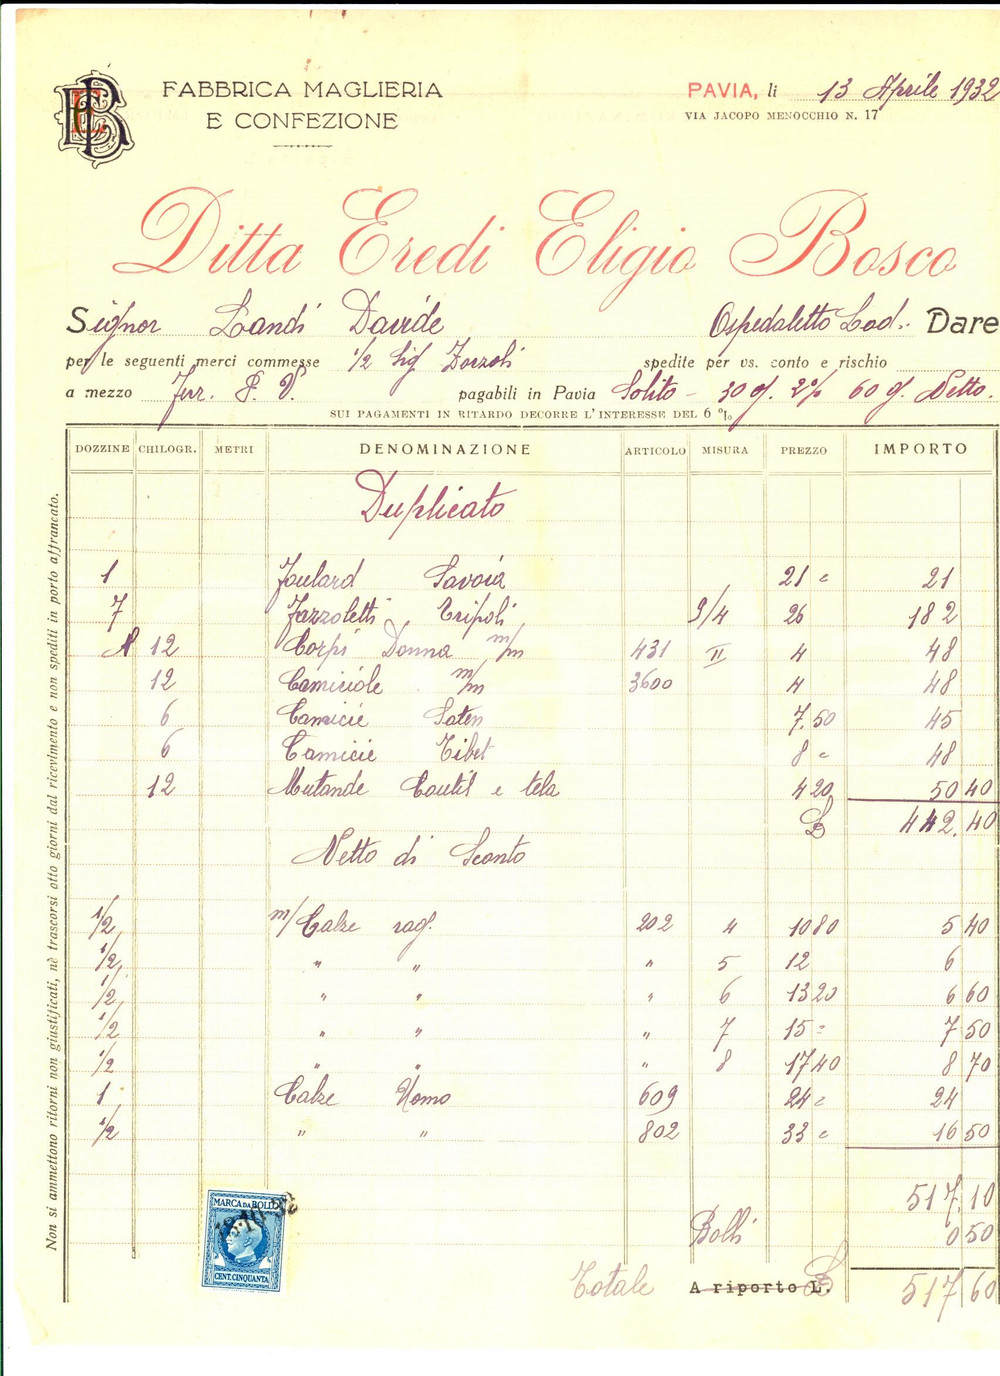 FABBRICA MAGLIERIA
E CONFEZIONE
PAVIA, li 13 Aprile 1932
VIA JACOPO MENOCCHIO N. 17
Ditta Eredi Eligio Bosco
Signor Landi Davide Ospedaletto Lod. Dare
per le seguenti merci commesse 1/2 Sig Zorzoli spedite per vs. conto e rischio
a mezzo Ferr. P. V. pagabili in Pavia Solito - 30 g. 2% 60 g. Netto.
SUI PAGAMENTI IN RITARDO DECORRE L'INTERESSE DEL 6 %
DOZZINE CHILOGR. METRI DENOMINAZIONE ARTICOLO MISURA PREZZO IMPORTO
Duplicato
1 Foulard Savoia 21 = 21
7 Fazzoletti Tripoli 9/4 26 182
N 12 Corpi Donna m/m 431 II 4 48
12 Camiciole m/m 3600 4 48
6 Camicie Saten 7.50 45
6 Camicie Tibet 8 = 48
12 Mutande Coutil e tela 4 20 50 40
L 442.40
Netto di Sconto
1/2 m/ Calze rag. 202 4 10 80 5 40
1/2 " " " 5 12 6
1/2 " " " 6 13 20 6 60
1/2 " " " 7 15 = 7 50
1/2 " " " 8 17 40 8 70
1 Calze Uomo 609 24 = 24
1/2 " " 802 33 = 16 50
517.10
Bolli 0 50
Totale A riporto L. L 517 60
MARCA DA BOLLO
CENT. CINQUANTA
Non si ammettono ritorni non giustificati, nè trascorsi otto giorni dal ricevimento e non spediti in porto affrancato.